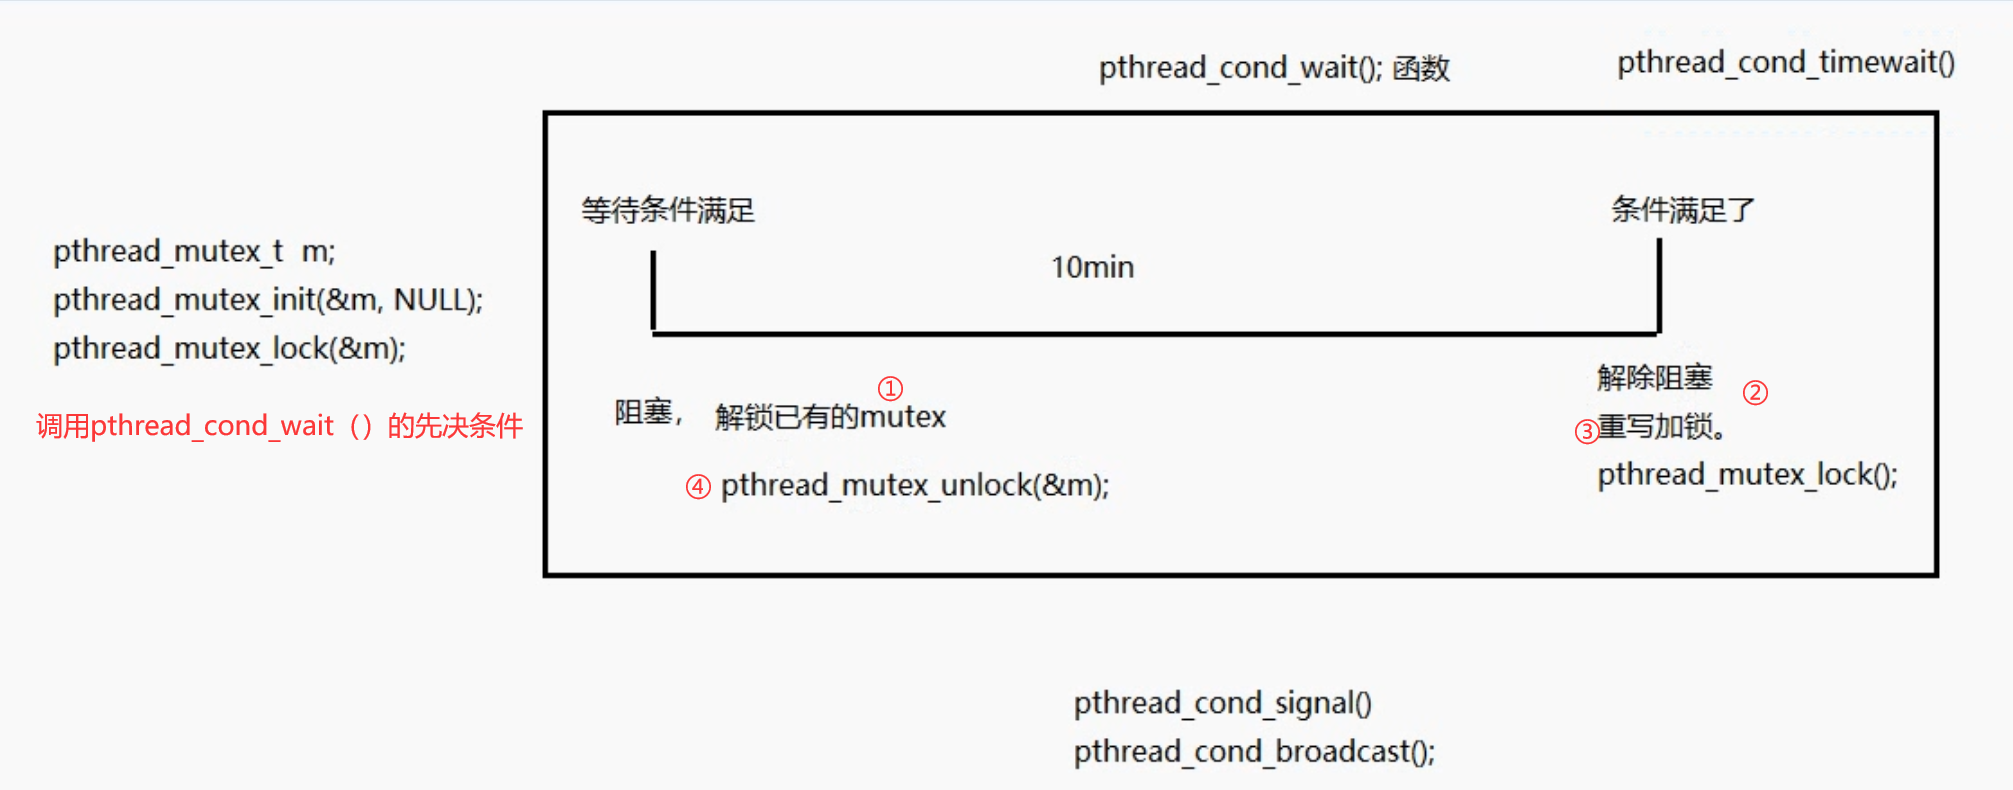 pthread_cond_wait(); 函数
pthread_cond_timewait()
等待条件满足
条件满足了
10min
pthread_mutex_t  m;
pthread_mutex_init(&m, NULL);
pthread_mutex_lock(&m);
调用pthread_cond_wait（）的先决条件
①
阻塞， 解锁已有的mutex
④ pthread_mutex_unlock(&m);
解除阻塞 ②
③重写加锁。
pthread_mutex_lock();
pthread_cond_signal()
pthread_cond_broadcast();